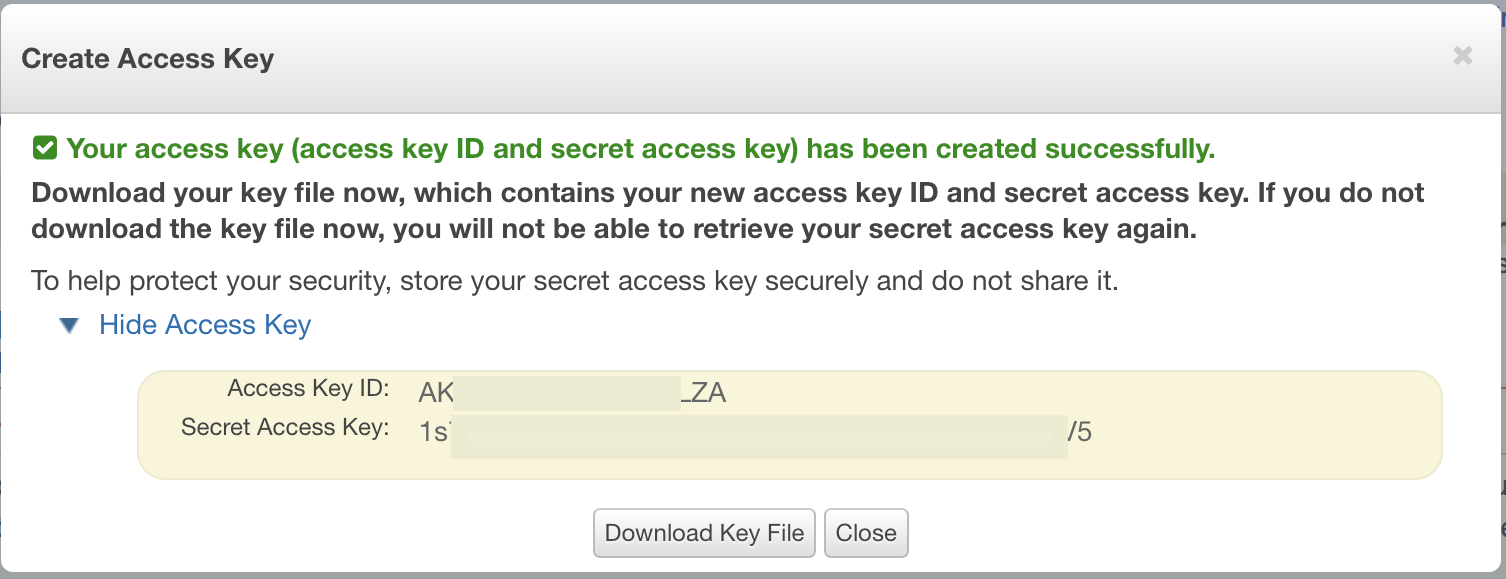 Create Access Key
Your access key (access key ID and secret access key) has been created successfully.
Download your key file now, which contains your new access key ID and secret access key. If you do not
download the key file now, you will not be able to retrieve your secret access key again.
To help protect your security, store your secret access key securely and do not share it.
Hide Access Key
Access Key ID: AK LZA
Secret Access Key: 1s /5
Download Key File Close